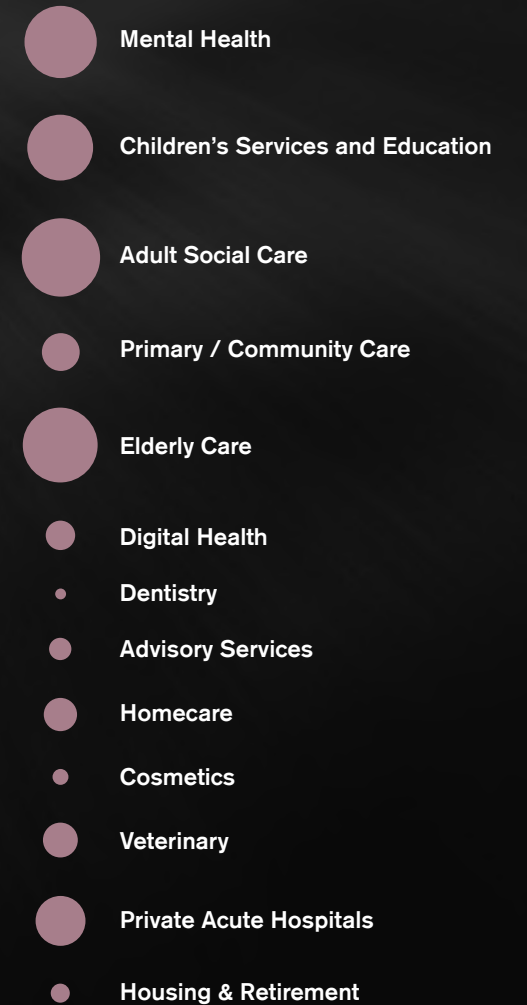 Mental Health
Children’s Services and Education
Adult Social Care
Primary / Community Care
Elderly Care
Digital Health
Dentistry
Advisory Services
Homecare
Cosmetics
Veterinary
Private Acute Hospitals
Housing & Retirement